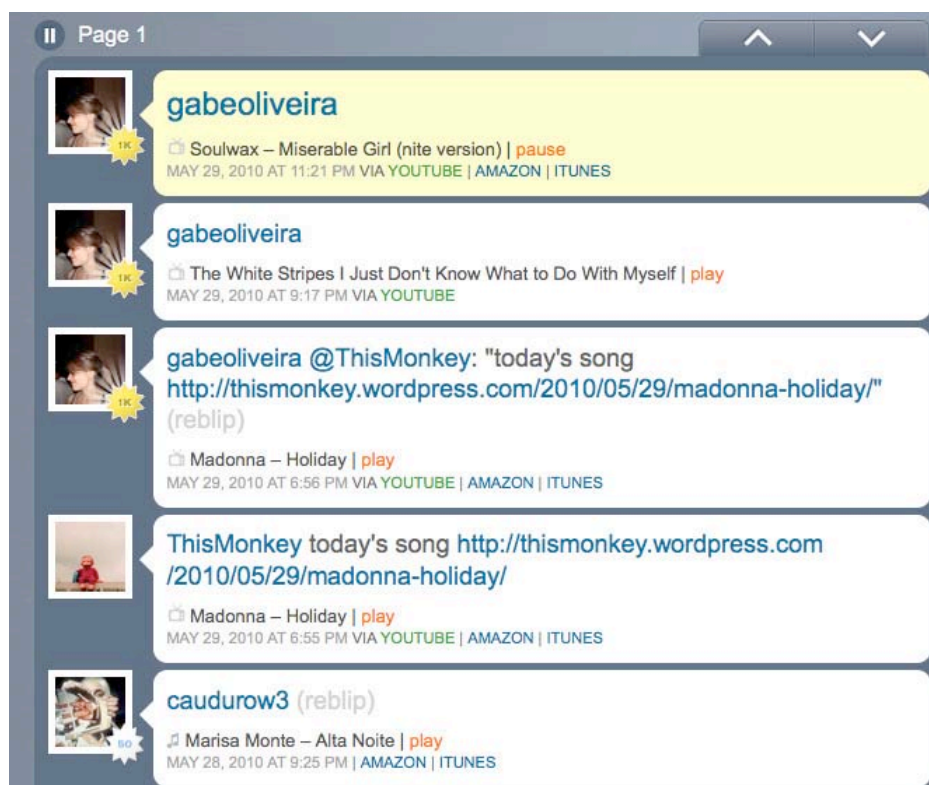 Page 1
gabeoliveira
1K
Soulwax – Miserable Girl (nite version) | pause
MAY 29, 2010 AT 11:21 PM VIA YOUTUBE | AMAZON | ITUNES
gabeoliveira
1K
The White Stripes I Just Don't Know What to Do With Myself | play
MAY 29, 2010 AT 9:17 PM VIA YOUTUBE
gabeoliveira @ThisMonkey: "today's song
http://thismonkey.wordpress.com/2010/05/29/madonna-holiday/"
1K
(reblip)
Madonna – Holiday | play
MAY 29, 2010 AT 6:56 PM VIA YOUTUBE | AMAZON | ITUNES
ThisMonkey today's song http://thismonkey.wordpress.com
/2010/05/29/madonna-holiday/
Madonna – Holiday | play
MAY 29, 2010 AT 6:55 PM VIA YOUTUBE | AMAZON | ITUNES
caudurow3 (reblip)
50
Marisa Monte – Alta Noite | play
MAY 28, 2010 AT 9:25 PM | AMAZON | ITUNES